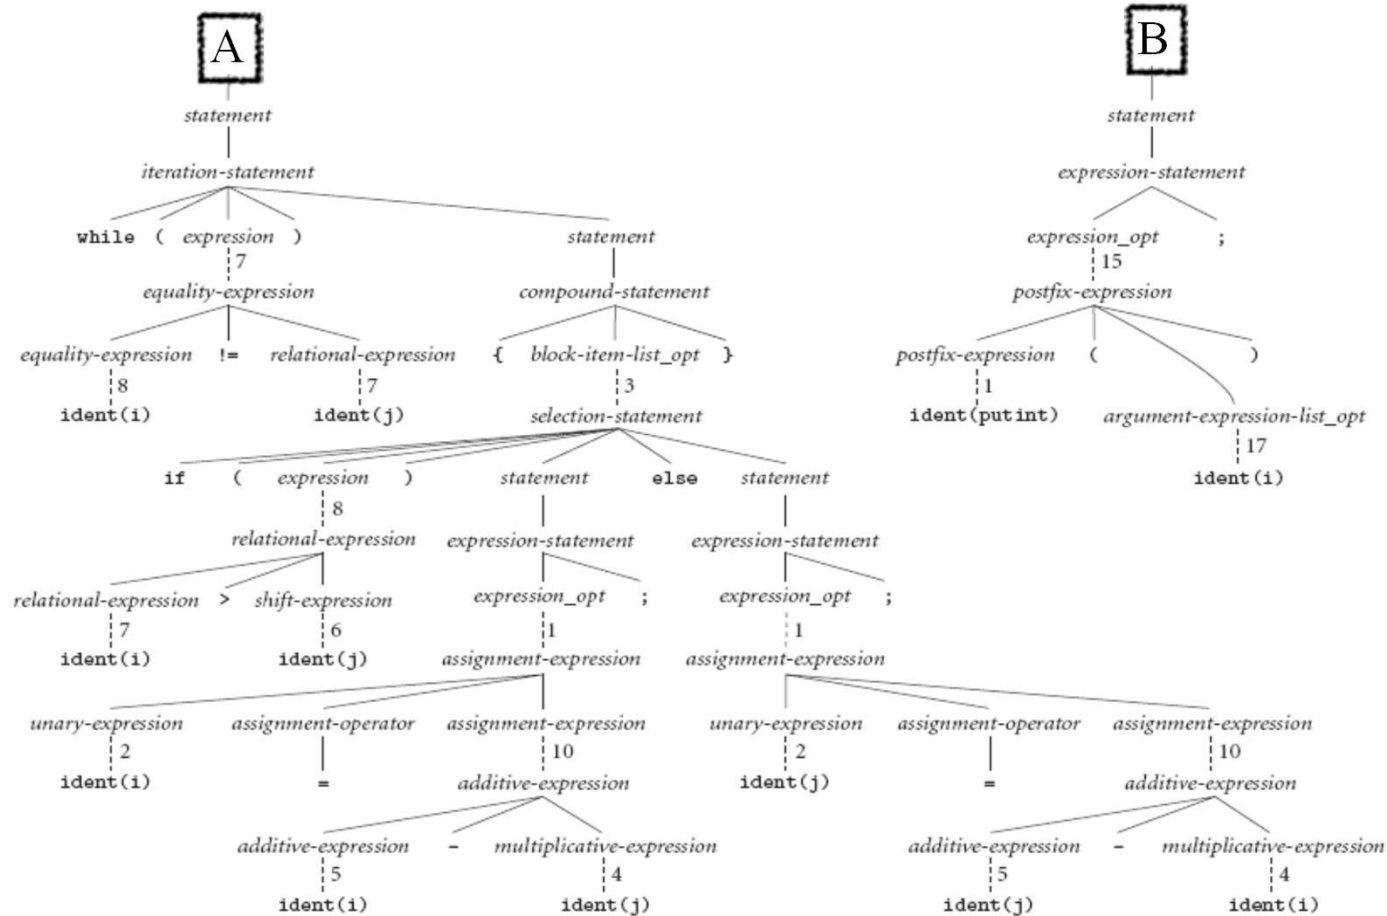 A B
statement statement
iteration-statement expression-statement
while ( expression ) statement expression_opt ;
7 15
equality-expression compound-statement postfix-expression
equality-expression != relational-expression { block-item-list_opt } postfix-expression ( )
8 7 3 1
ident(i) ident(j) selection-statement ident(putint) argument-expression-list_opt
17
if ( expression ) statement else statement ident(i)
8
relational-expression expression-statement expression-statement
relational-expression > shift-expression expression_opt ; expression_opt ;
7 6 1 1
ident(i) ident(j) assignment-expression assignment-expression
unary-expression assignment-operator assignment-expression unary-expression assignment-operator assignment-expression
2 10 2 10
ident(i) = additive-expression ident(j) = additive-expression
additive-expression - multiplicative-expression additive-expression - multiplicative-expression
5 4 5 4
ident(i) ident(j) ident(j) ident(i)